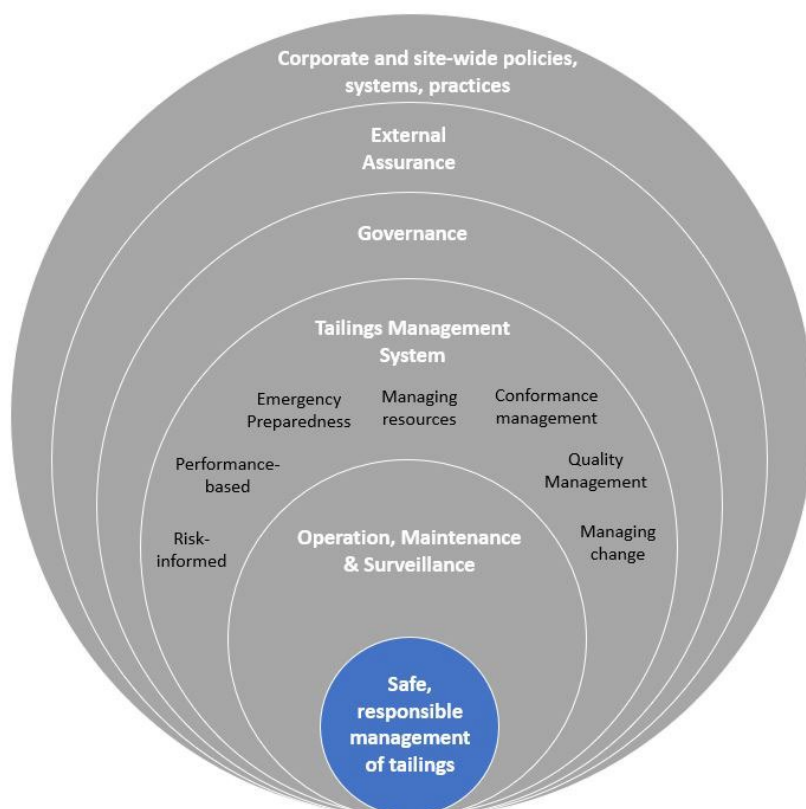 Corporate and site-wide policies,
systems, practices
External
Assurance
Governance
Tailings Management
System
Emergency
Preparedness
Managing
resources
Conformance
management
Performance-
based
Quality
Management
Risk-
informed
Managing
change
Operation, Maintenance
& Surveillance
Safe,
responsible
management
of tailings